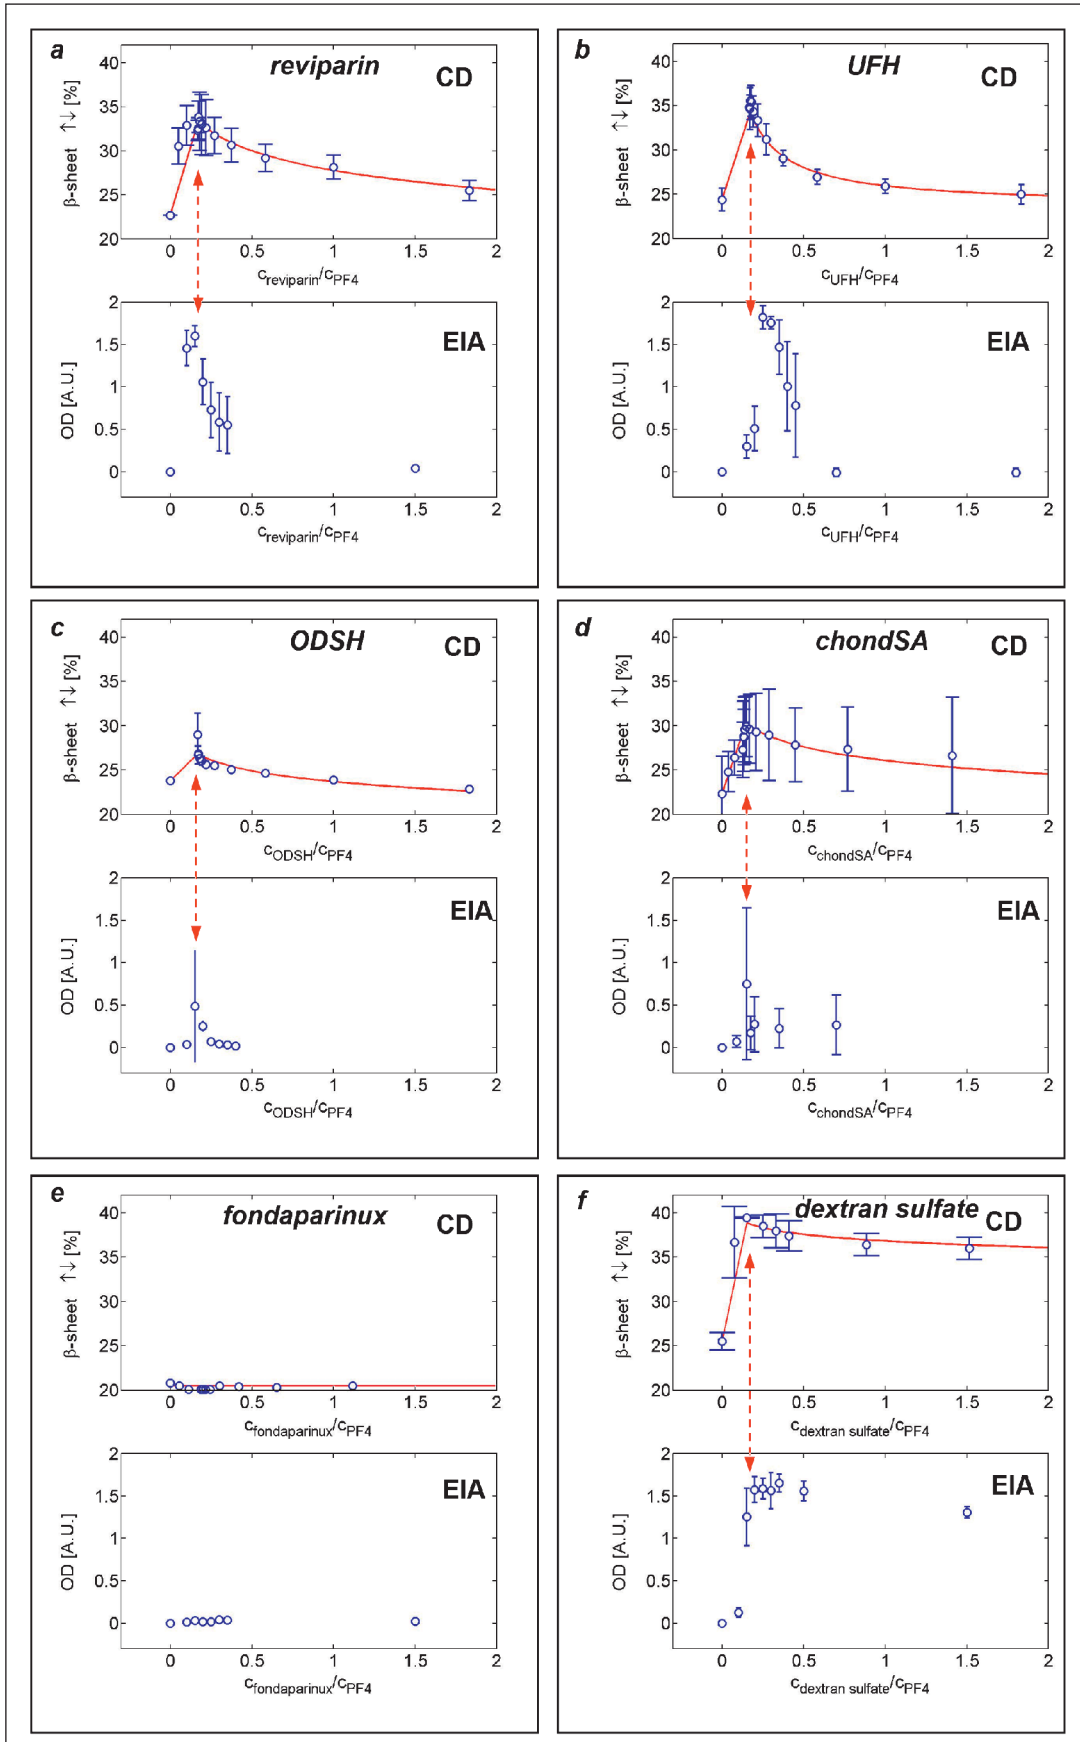 a
reviparin
CD
β-sheet ↑↓ [%]
40
35
30
25
20
0 0.5 1 1.5 2
creviparin/cPF4
EIA
OD [A.U.]
2
1.5
1
0.5
0
0 0.5 1 1.5 2
creviparin/cPF4
b
UFH
CD
β-sheet ↑↓ [%]
40
35
30
25
20
0 0.5 1 1.5 2
cUFH/cPF4
EIA
OD [A.U.]
2
1.5
1
0.5
0
0 0.5 1 1.5 2
cUFH/cPF4
c
ODSH
CD
β-sheet ↑↓ [%]
40
35
30
25
20
0 0.5 1 1.5 2
cODSH/cPF4
EIA
OD [A.U.]
2
1.5
1
0.5
0
0 0.5 1 1.5 2
cODSH/cPF4
d
chondSA
CD
β-sheet ↑↓ [%]
40
35
30
25
20
0 0.5 1 1.5 2
cchondSA/cPF4
EIA
OD [A.U.]
2
1.5
1
0.5
0
0 0.5 1 1.5 2
cchondSA/cPF4
e
fondaparinux
CD
β-sheet ↑↓ [%]
40
35
30
25
20
0 0.5 1 1.5 2
cfondaparinux/cPF4
EIA
OD [A.U.]
2
1.5
1
0.5
0
0 0.5 1 1.5 2
cfondaparinux/cPF4
f
dextran sulfate
CD
β-sheet ↑↓ [%]
40
35
30
25
20
0 0.5 1 1.5 2
cdextran sulfate/cPF4
EIA
OD [A.U.]
2
1.5
1
0.5
0
0 0.5 1 1.5 2
cdextran sulfate/cPF4